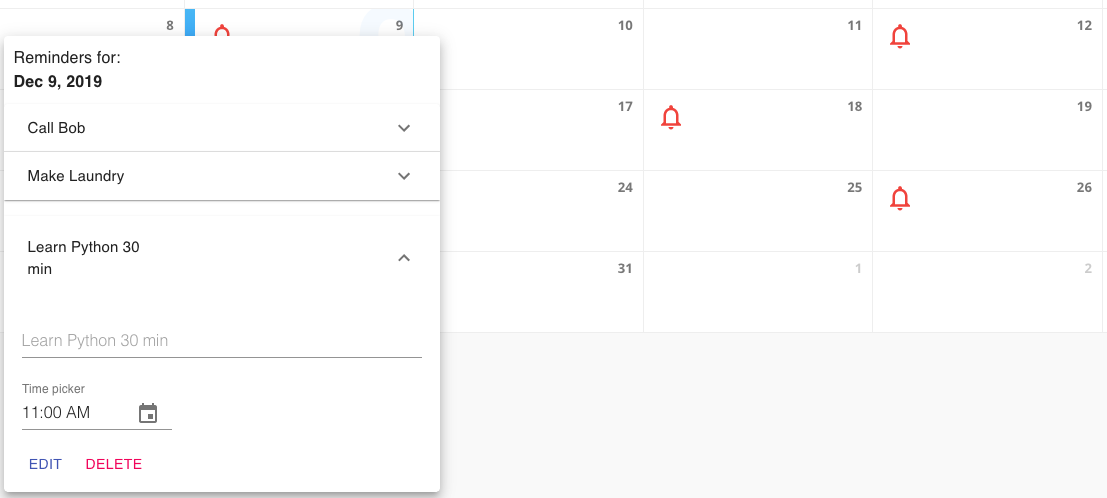 8 9 10 11 12
Reminders for:
Dec 9, 2019
Call Bob
17 18 19
Make Laundry
24 25 26
Learn Python 30
min
31 1 2
Learn Python 30 min
Time picker
11:00 AM
EDIT DELETE